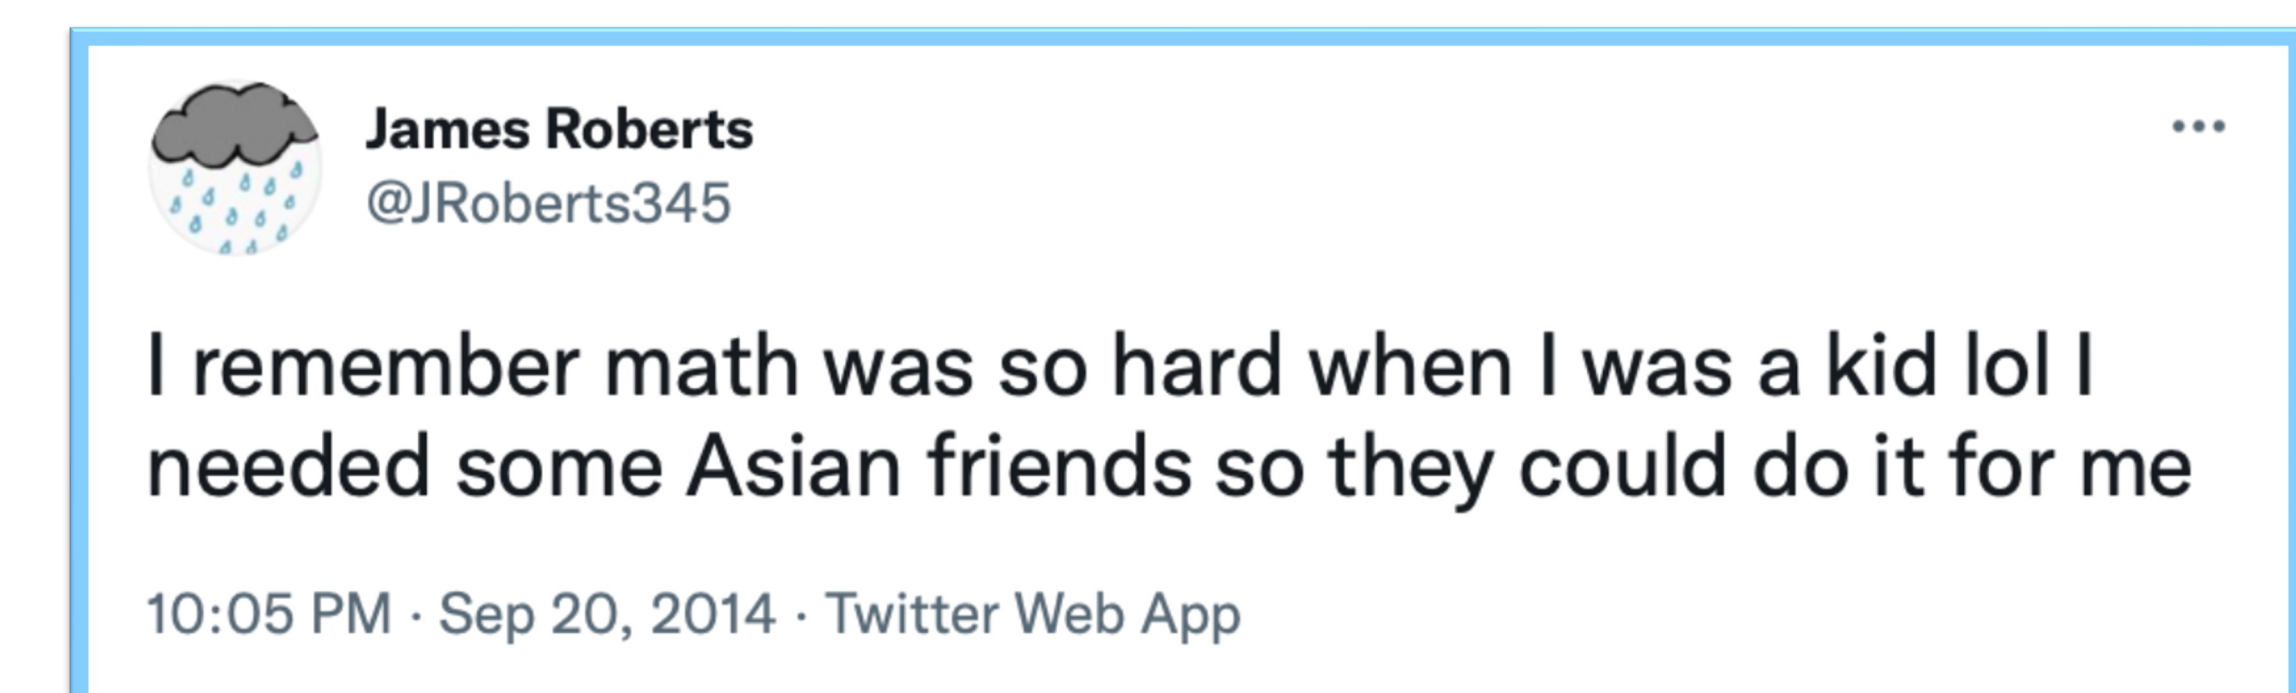 James Roberts
@JRoberts345
I remember math was so hard when I was a kid lol I
needed some Asian friends so they could do it for me
10:05 PM · Sep 20, 2014 · Twitter Web App